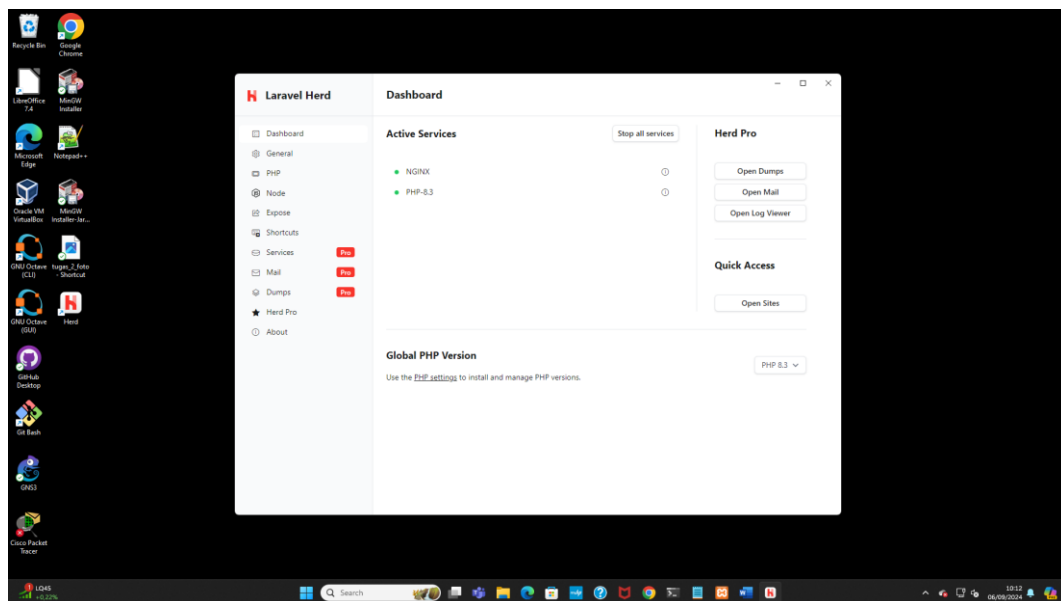 Recycle Bin
Google
Chrome
LibreOffice
7.4
MinGW
Installer
Microsoft
Edge
Notepad++
Oracle VM
VirtualBox
MinGW
Installer-Jar...
GNU Octave
(CLI)
tugas_2_foto
- Shortcut
GNU Octave
(GUI)
Herd
GitHub
Desktop
Git Bash
GNS3
Cisco Packet
Tracer
Laravel Herd
Dashboard
General
PHP
Node
Expose
Shortcuts
Services Pro
Mail Pro
Dumps Pro
Herd Pro
About
Dashboard
Active Services
Stop all services
NGINX
PHP-8.3
Herd Pro
Open Dumps
Open Mail
Open Log Viewer
Quick Access
Open Sites
Global PHP Version
Use the PHP settings to install and manage PHP versions.
PHP 8.3
1
LQ45
+0,22%
Search
10:12
06/09/2024